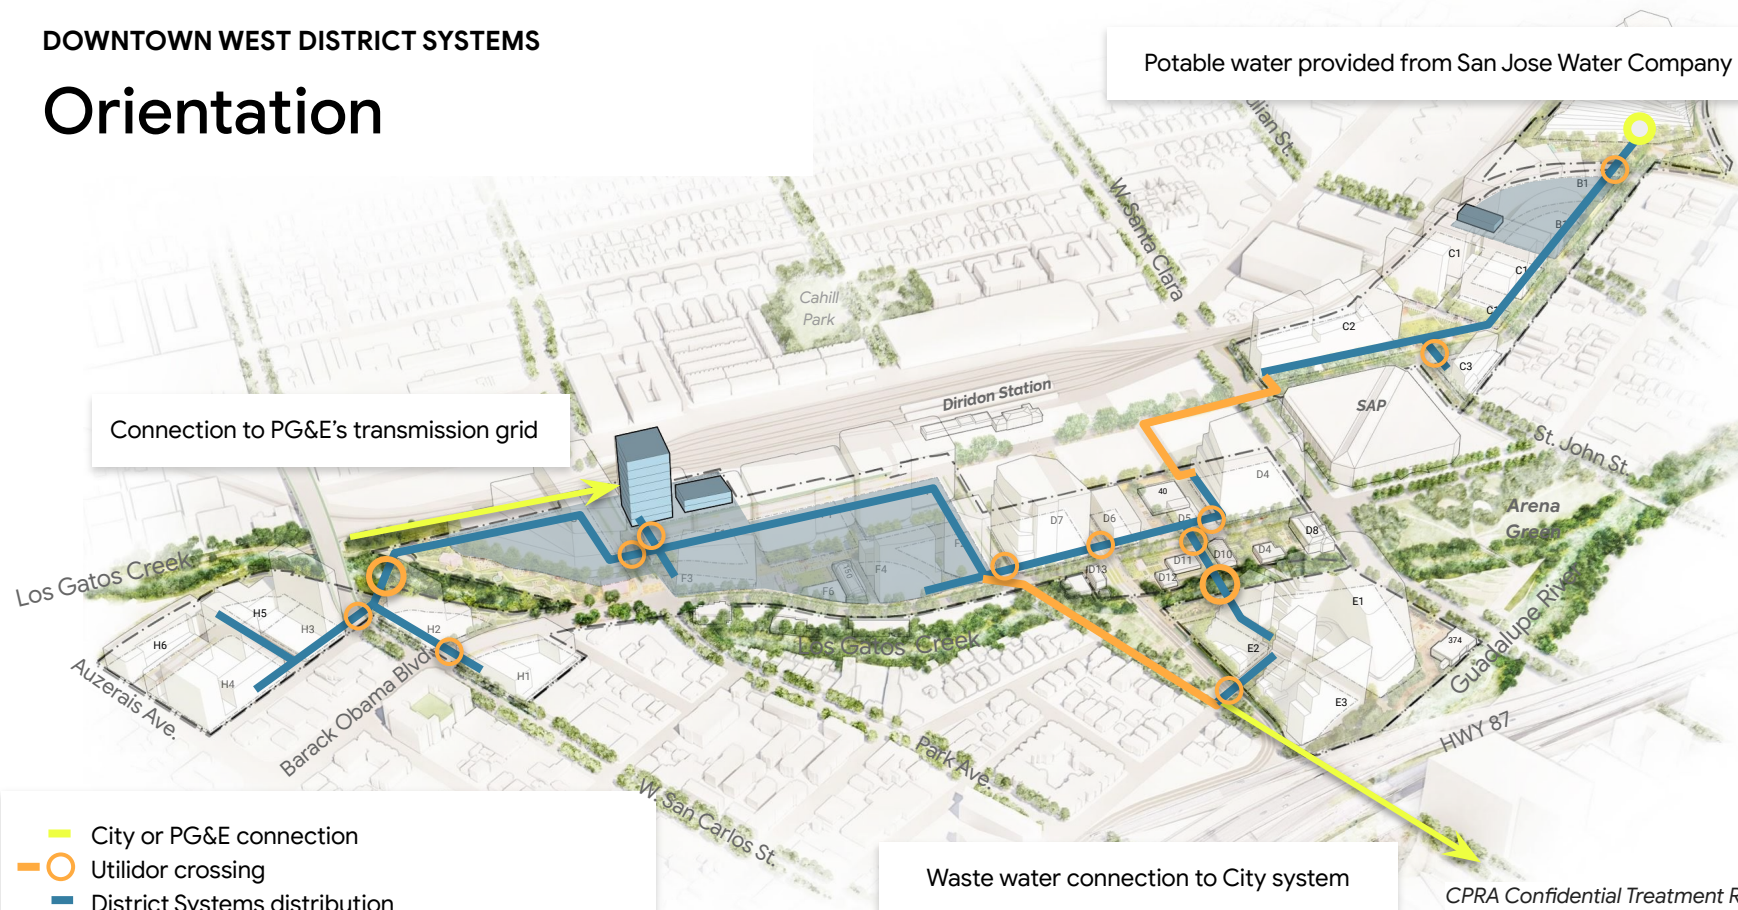 DOWNTOWN WEST DISTRICT SYSTEMS
Orientation
Potable water provided from San Jose Water Company
W. Santa Clara
Cahill
Park
B1
C1
C2
C3
SAP
St. John St.
Diridon Station
Connection to PG&E's transmission grid
Arena
Green
D4
40
D5
D6
D7
D8
D10
D4
D11
D12
D13
F3
F4
F6
Los Gatos Creek
Los Gatos Creek
H5
H3
H2
H6
H4
H1
E1
E2
E3
374
Guadalupe River
HWY 87
Auzerais Ave.
Barack Obama Blvd.
Park Ave.
W. San Carlos St.
City or PG&E connection
Utilidor crossing
District Systems distribution
Waste water connection to City system
CPRA Confidential Treatment